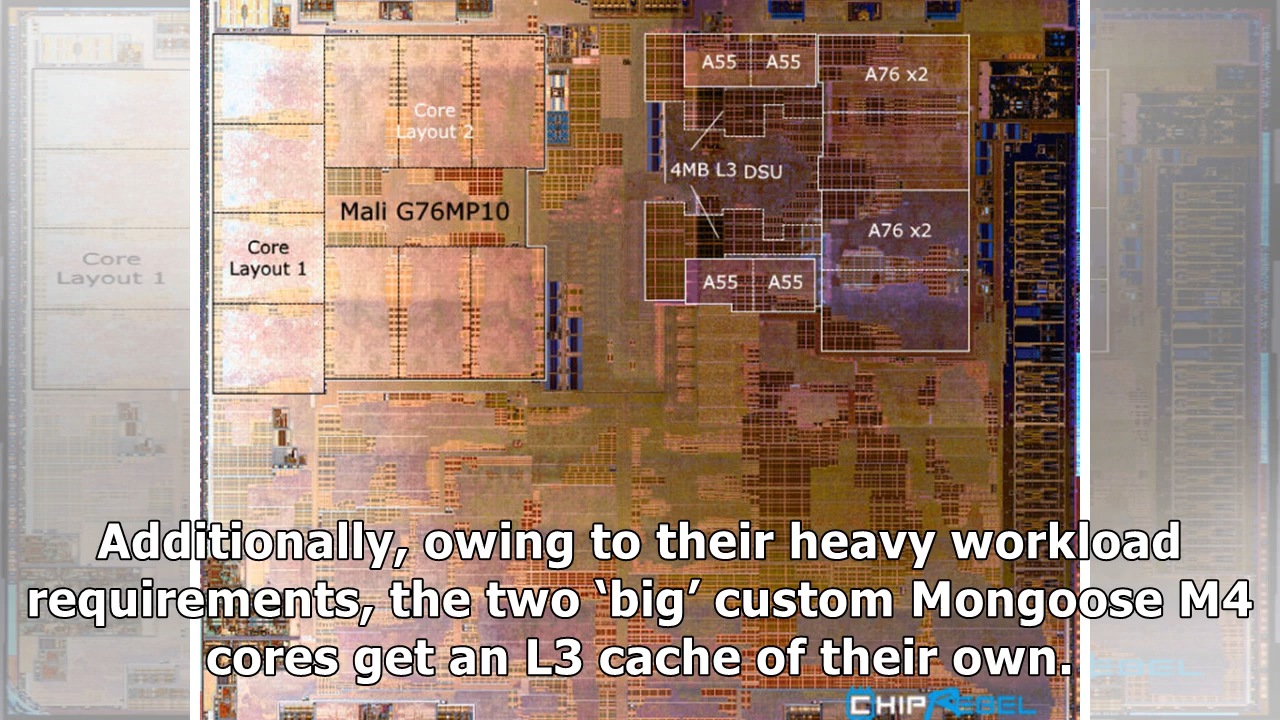 A55 A55
A76 x2
Core
Layout 2
4MB L3 DSU
Mali G76MP10
A76 x2
Core
Layout 1
Core
Layout 1
A55 A55
Additionally, owing to their heavy workload
requirements, the two ‘big’ custom Mongoose M4
cores get an L3 cache of their own.
CHIPREBEL